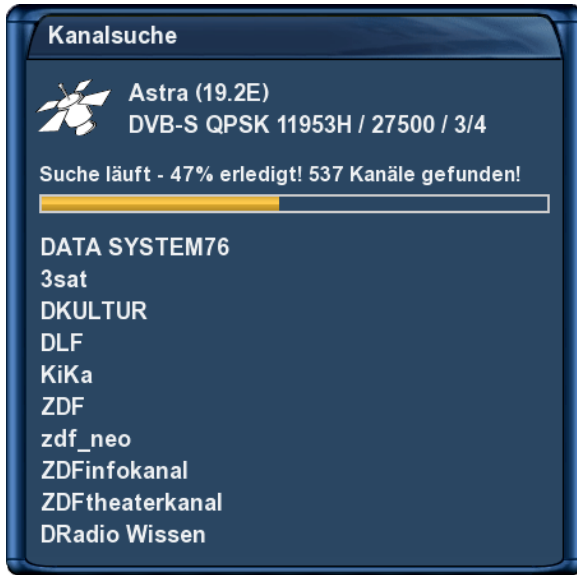 Kanalsuche
Astra (19.2E)
DVB-S QPSK 11953H / 27500 / 3/4
Suche läuft - 47% erledigt! 537 Kanäle gefunden!
DATA SYSTEM76
3sat
DKULTUR
DLF
KiKa
ZDF
zdf_neo
ZDFinfokanal
ZDFtheaterkanal
DRadio Wissen